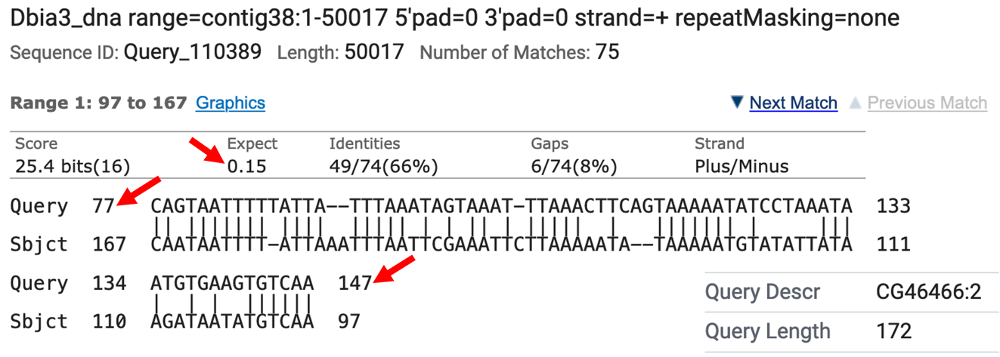 Dbia3_dna range=contig38:1-50017 5'pad=0 3'pad=0 strand=+ repeatMasking=none
Sequence ID: Query_110389 Length: 50017 Number of Matches: 75
Range 1: 97 to 167 Graphics ▼ Next Match ▲ Previous Match
Score Expect Identities Gaps Strand
25.4 bits(16) 0.15 49/74(66%) 6/74(8%) Plus/Minus
Query 77 CAGTAATTTTTATTA--TTTAAATAGTAAAT-TTAAACTTCAGTAAAAATATCCTAAATA 133
Sbjct 167 CAATAATTTT-ATTAAATTTAATTCGAAATTCTTAAAAATA--TAAAAATGTATATTATA 111
Query 134 ATGTGAAGTGTCAA 147
Sbjct 110 AGATAATATGTCAA 97
Query Descr CG46466:2
Query Length 172